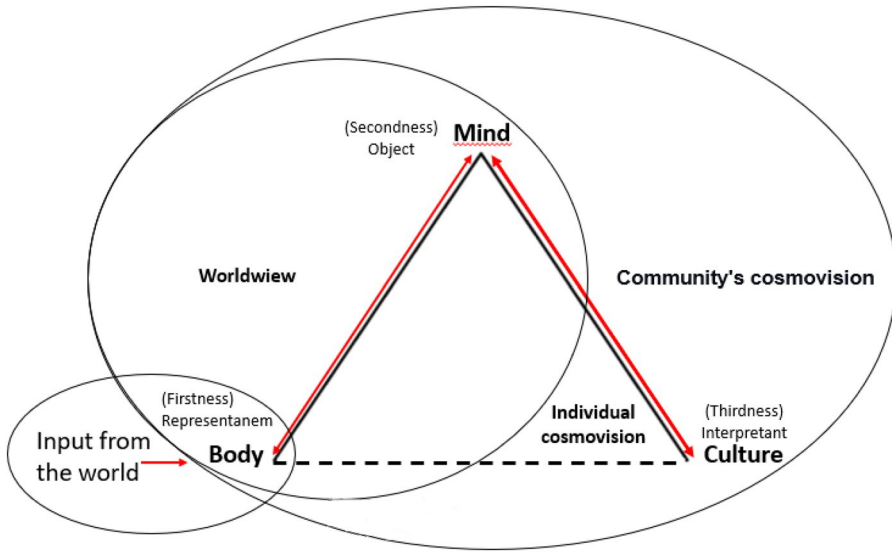 (Secondness)
Mind
Object
Worldwiew
Community's cosmovision
(Firstness)
Representanem
Input from
the world
Body
Individual
cosmovision
(Thirdness)
Interpretant
Culture